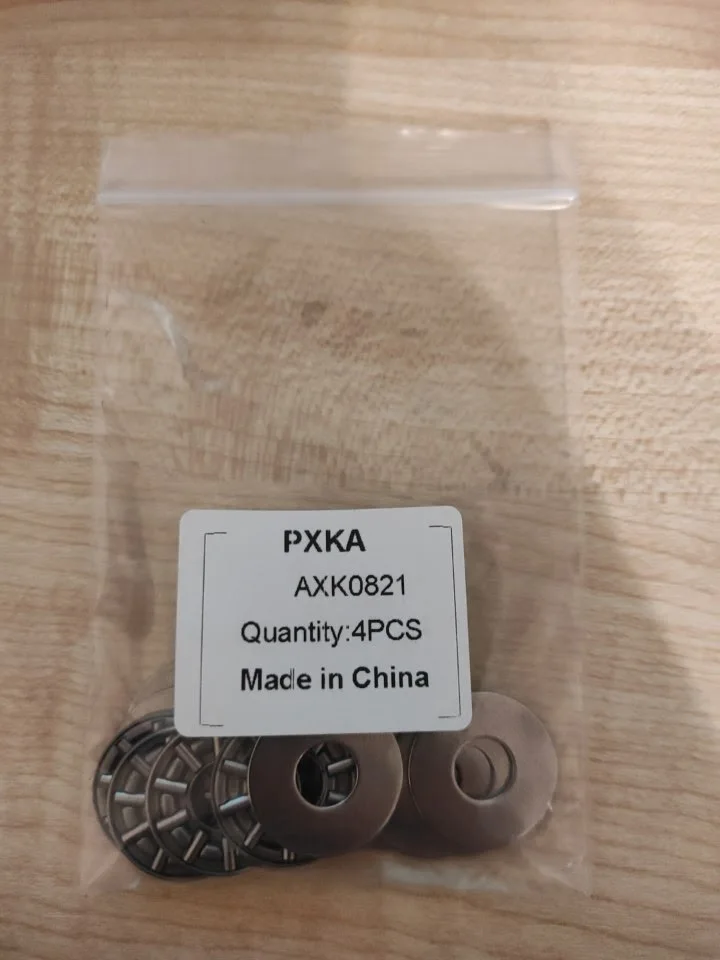 PXKA
AXK0821
Quantity:4PCS
Made in China